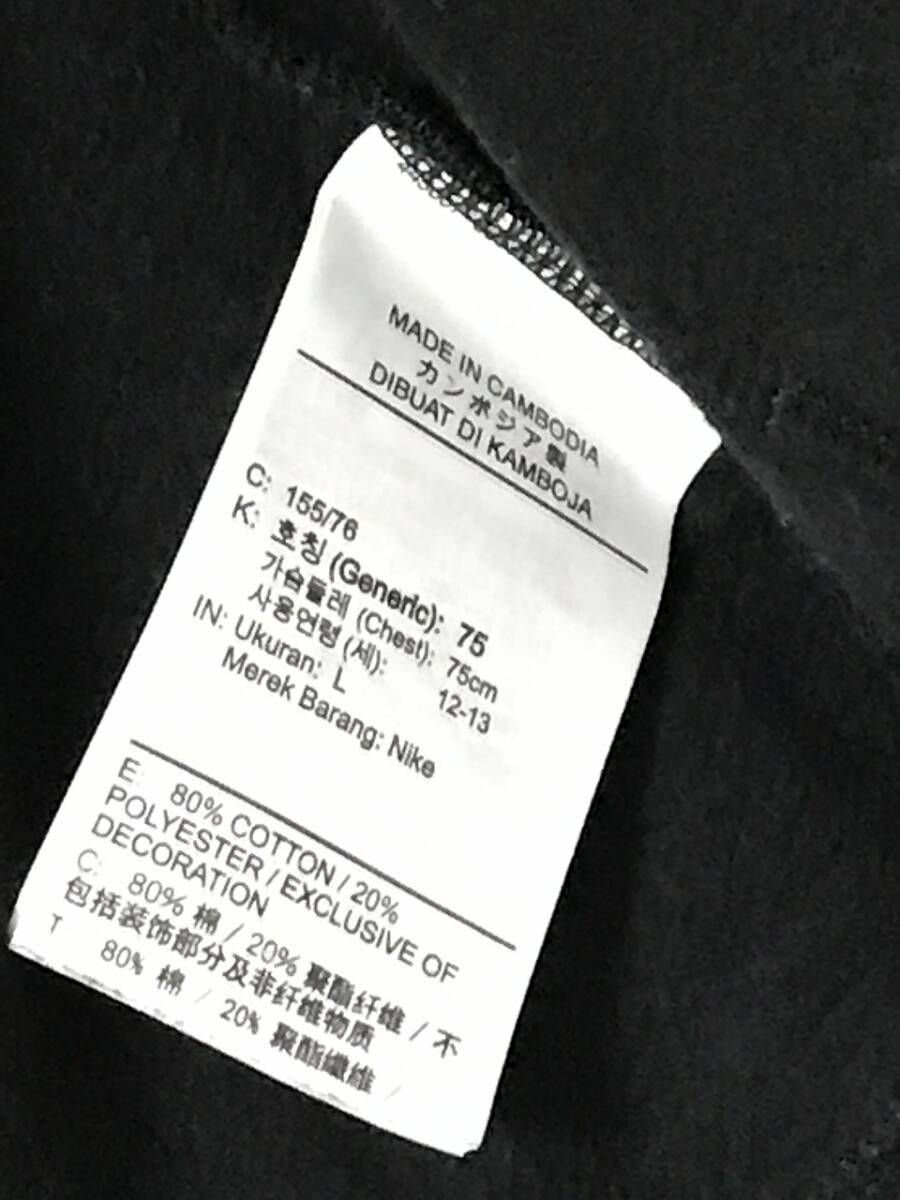 MADE IN CAMBODIA
カンボジア製
DIBUAT DI KAMBOJA
C: 155/76
K: 호칭 (Generic): 75
가슴둘레 (Chest): 75cm
사용연령 (세): 12-13
IN: Ukuran: L
Merek Barang: Nike
E: 80% COTTON / 20%
POLYESTER / EXCLUSIVE OF
DECORATION
C: 80% 棉 / 20% 聚酯纤维 / 不
包括装饰部分及非纤维物质
T 80% 棉 / 20% 聚酯纖維 /